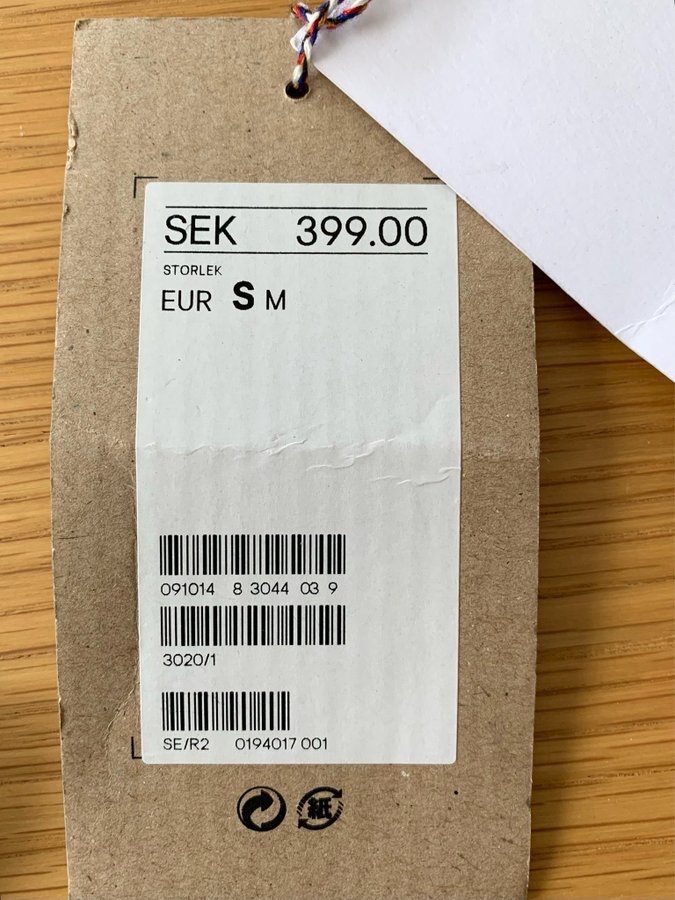 SEK 399.00
STORLEK
EUR S M
091014 8 3044 03 9
3020/1
SE/R2 0194017 001
紙